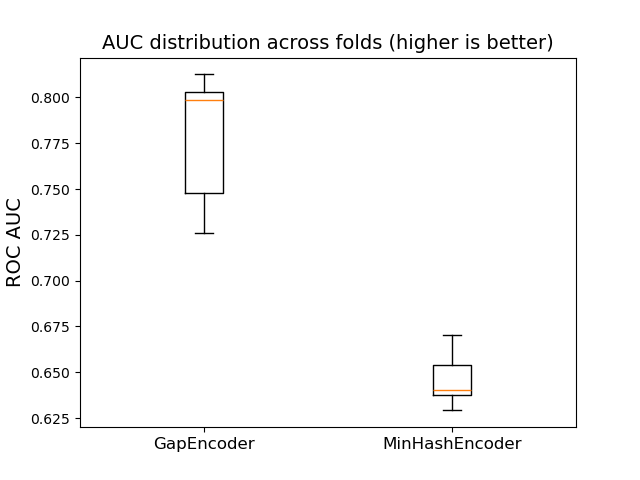 AUC distribution across folds (higher is better)
ROC AUC
0.800
0.775
0.750
0.725
0.700
0.675
0.650
0.625
GapEncoder
MinHashEncoder